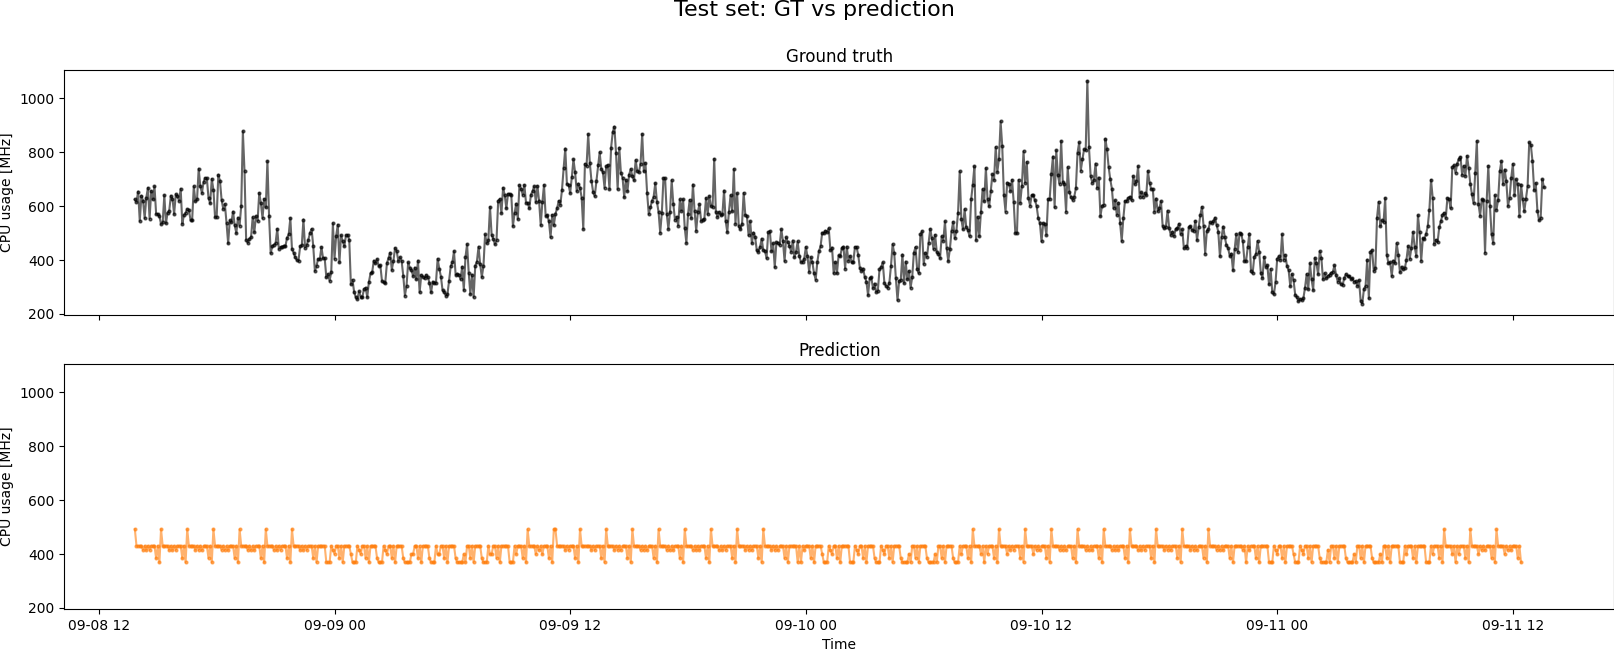 Test set: GT vs prediction
Ground truth
CPU usage [MHz]
1000
800
600
400
200
Prediction
CPU usage [MHz]
1000
800
600
400
200
09-08 12
09-09 00
09-09 12
09-10 00
09-10 12
09-11 00
09-11 12
Time